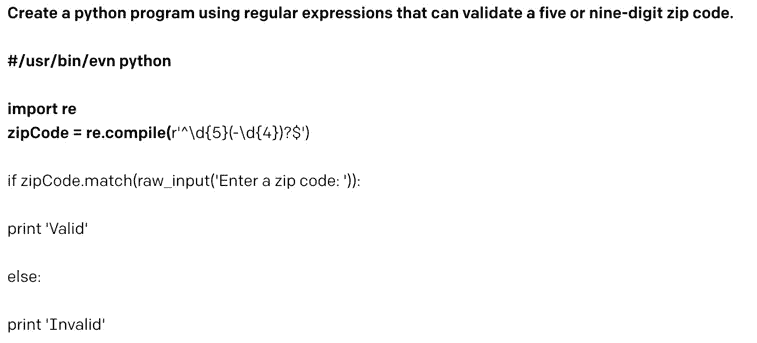 Create a python program using regular expressions that can validate a five or nine-digit zip code.
#/usr/bin/evn python
import re
zipCode = re.compile(r'^\d{5}(-\d{4})?$')
if zipCode.match(raw_input('Enter a zip code: ')):
print 'Valid'
else:
print 'Invalid'